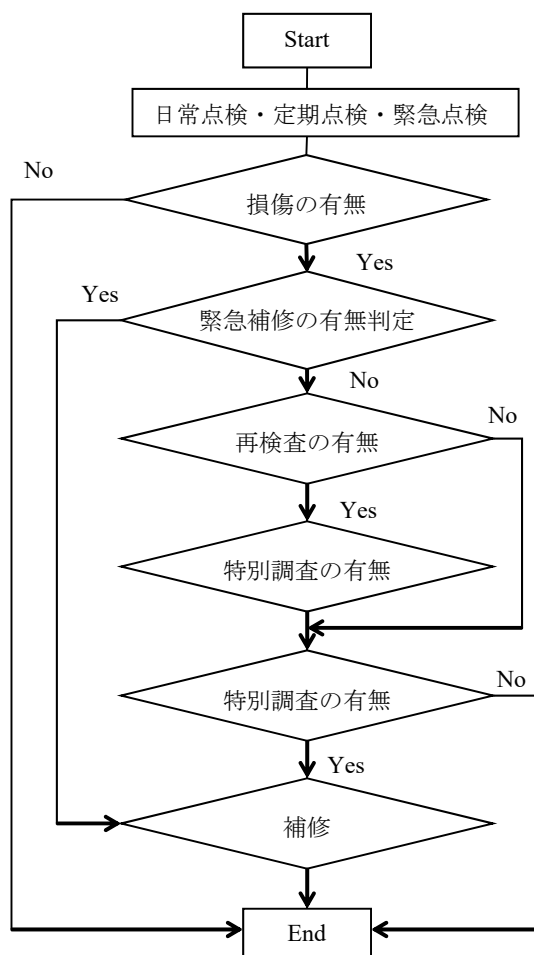 Start
日常点検・定期点検・緊急点検
No
損傷の有無
Yes
Yes
緊急補修の有無判定
No
No
再検査の有無
Yes
特別調査の有無
No
特別調査の有無
Yes
補修
End